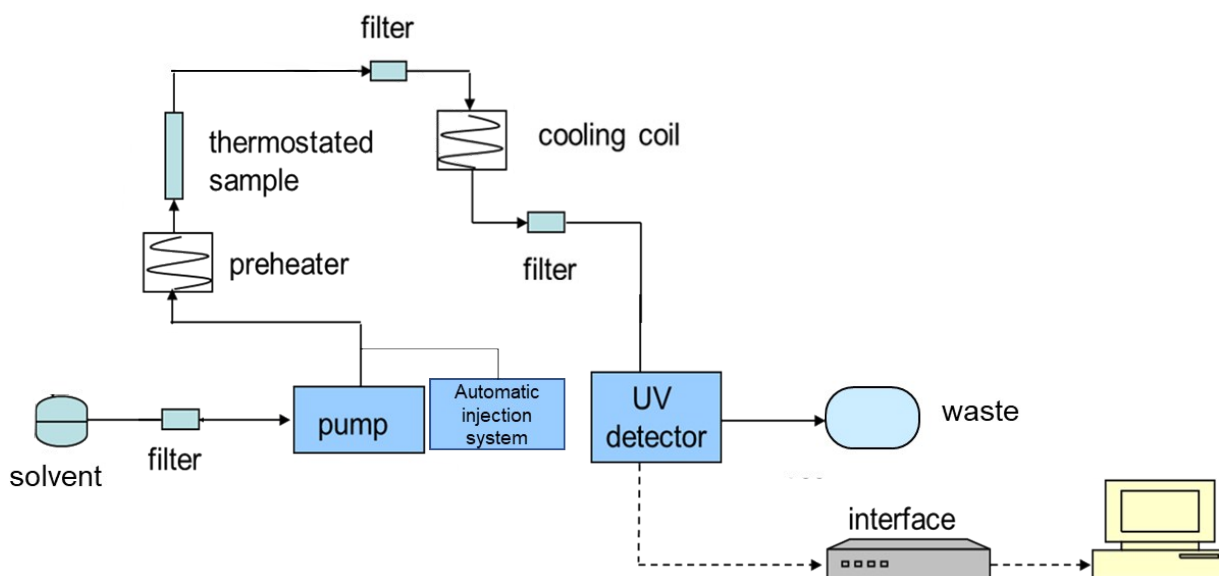 filter
thermostated
sample
cooling coil
preheater
filter
pump
Automatic
injection
system
UV
detector
waste
solvent
filter
interface